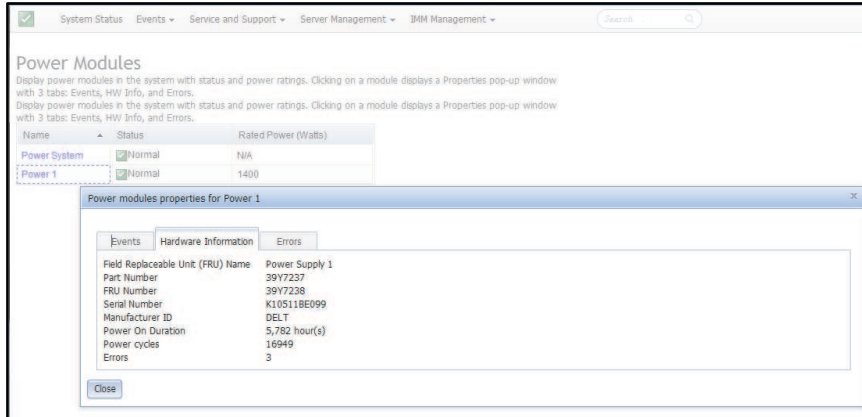 System Status Events Service and Support Server Management IMM Management Search
Power Modules
Display power modules in the system with status and power ratings. Clicking on a module displays a Properties pop-up window
with 3 tabs: Events, HW Info, and Errors.
Display power modules in the system with status and power ratings. Clicking on a module displays a Properties pop-up window
with 3 tabs: Events, HW Info, and Errors.
Name Status Rated Power (Watts)
Power System Normal N/A
Power 1 Normal 1400
Power modules properties for Power 1 x
Events Hardware Information Errors
Field Replaceable Unit (FRU) Name Power Supply 1
Part Number 39Y7237
FRU Number 39Y7238
Serial Number K10511BE099
Manufacturer ID DELT
Power On Duration 5,782 hour(s)
Power cycles 16949
Errors 3
Close